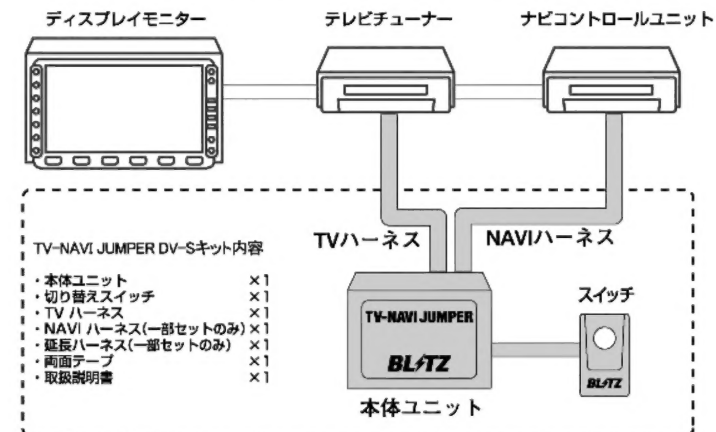 ディスプレイモニター
テレビチューナー
ナビコントロールユニット
TVハーネス
NAVIハーネス
TV-NAVI JUMPER DV-Sキット内容
・本体ユニット ×1
・切り替えスイッチ ×1
・TV ハーネス ×1
・NAVI ハーネス(一部セットのみ)×1
・延長ハーネス(一部セットのみ) ×1
・両面テープ ×1
・取扱説明書 ×1
TV-NAVI JUMPER
BLITZ
本体ユニット
スイッチ
BLITZ